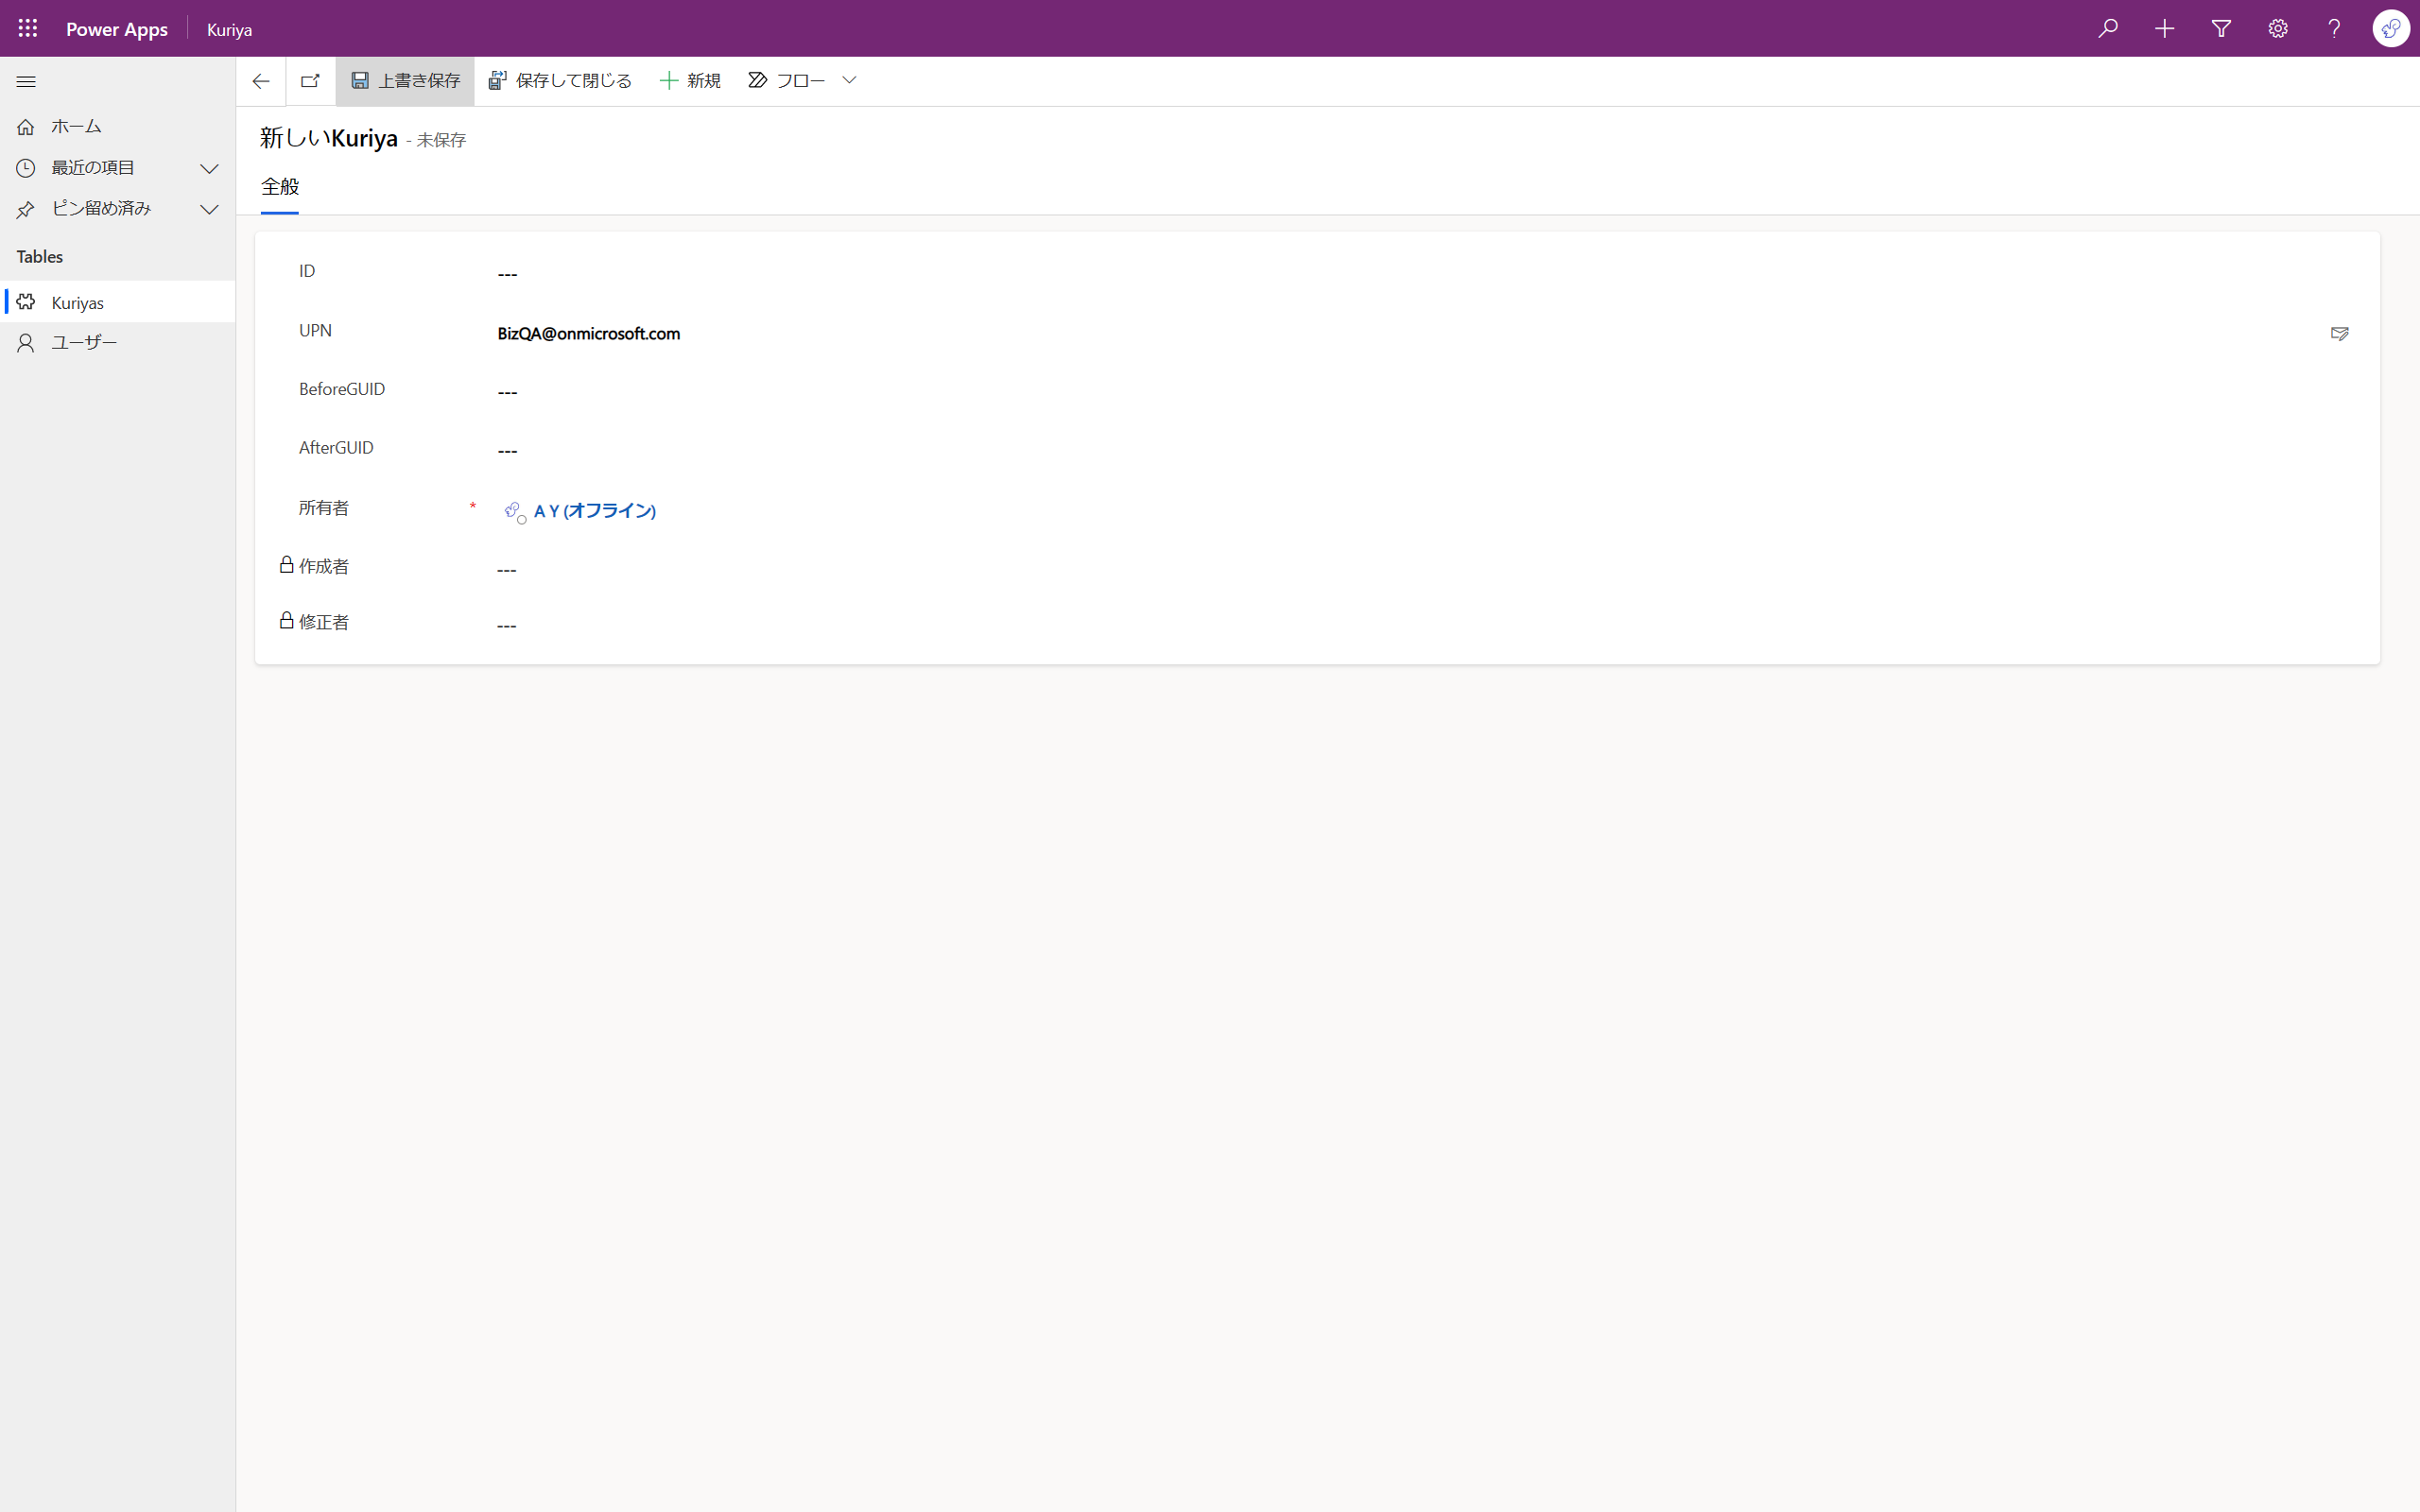 Power Apps Kuriya
上書き保存 保存して閉じる 新規 フロー
ホーム
最近の項目
ピン留め済み
Tables
Kuriyas
ユーザー
新しいKuriya - 未保存
全般
ID ---
UPN BizQA@onmicrosoft.com
BeforeGUID ---
AfterGUID ---
所有者 * A Y (オフライン)
作成者 ---
修正者 ---